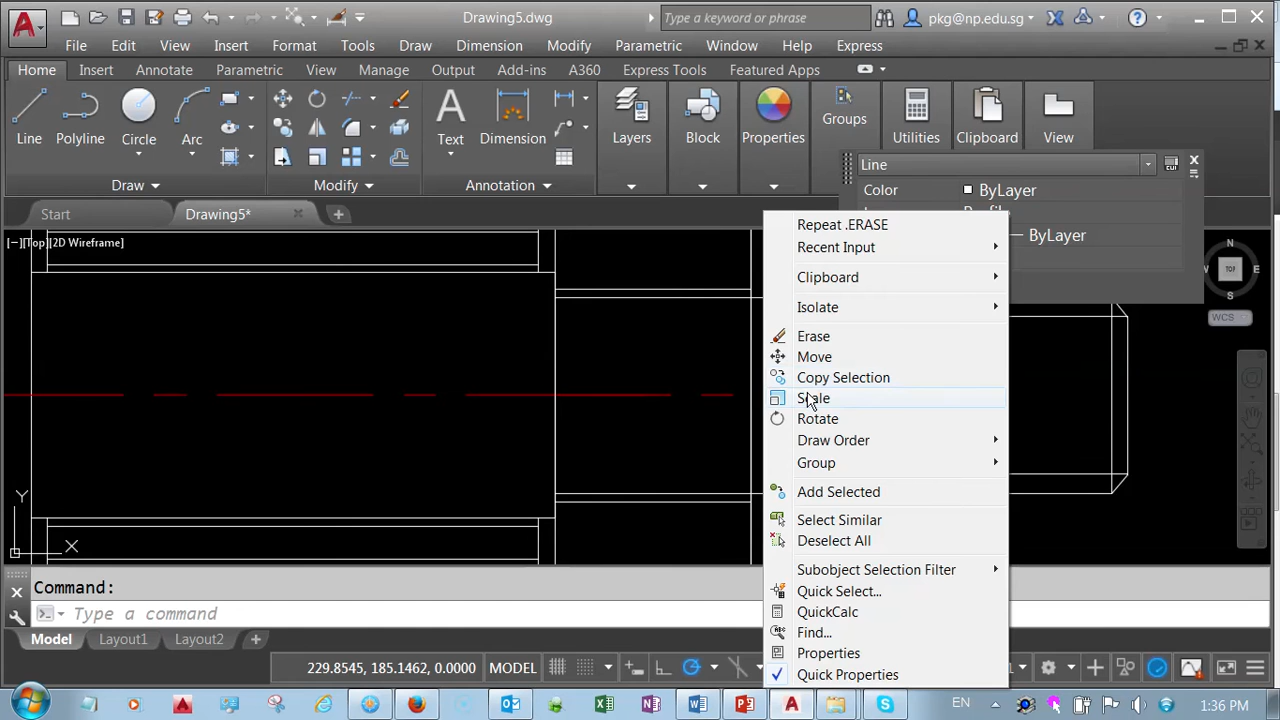 Drawing5.dwg
Type a keyword or phrase
pkg@np.edu.sg
File Edit View Insert Format Tools Draw Dimension Modify Parametric Window Help Express
Home Insert Annotate Parametric View Manage Output Add-ins A360 Express Tools Featured Apps
Line Polyline Circle Arc
Text Dimension Layers Block Properties Groups Utilities Clipboard View
Draw Modify Annotation
Line
Color ByLayer
ByLayer
Start Drawing5*
[−][Top][2D Wireframe]
N
W TOP E
S
WCS
Y
X
Repeat .ERASE
Recent Input
Clipboard
Isolate
Erase
Move
Copy Selection
Scale
Rotate
Draw Order
Group
Add Selected
Select Similar
Deselect All
Subobject Selection Filter
Quick Select...
QuickCalc
Find...
Properties
Quick Properties
Command:
Type a command
Model Layout1 Layout2
229.8545, 185.1462, 0.0000 MODEL
EN
1:36 PM